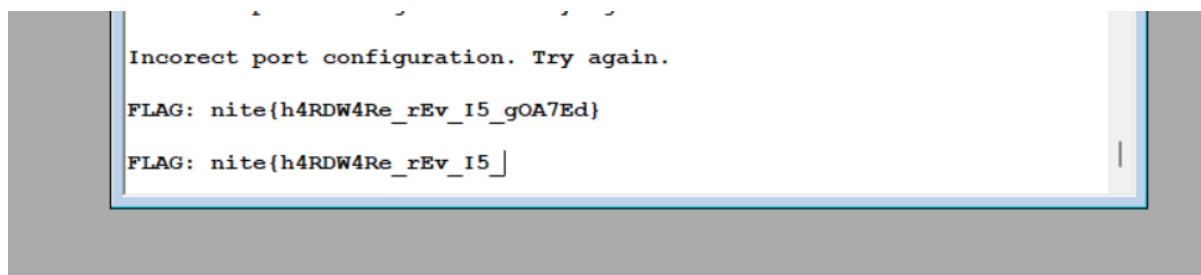 Incorect port configuration. Try again.
FLAG: nite{h4RDW4Re_rEv_I5_gOA7Ed}
FLAG: nite{h4RDW4Re_rEv_I5_